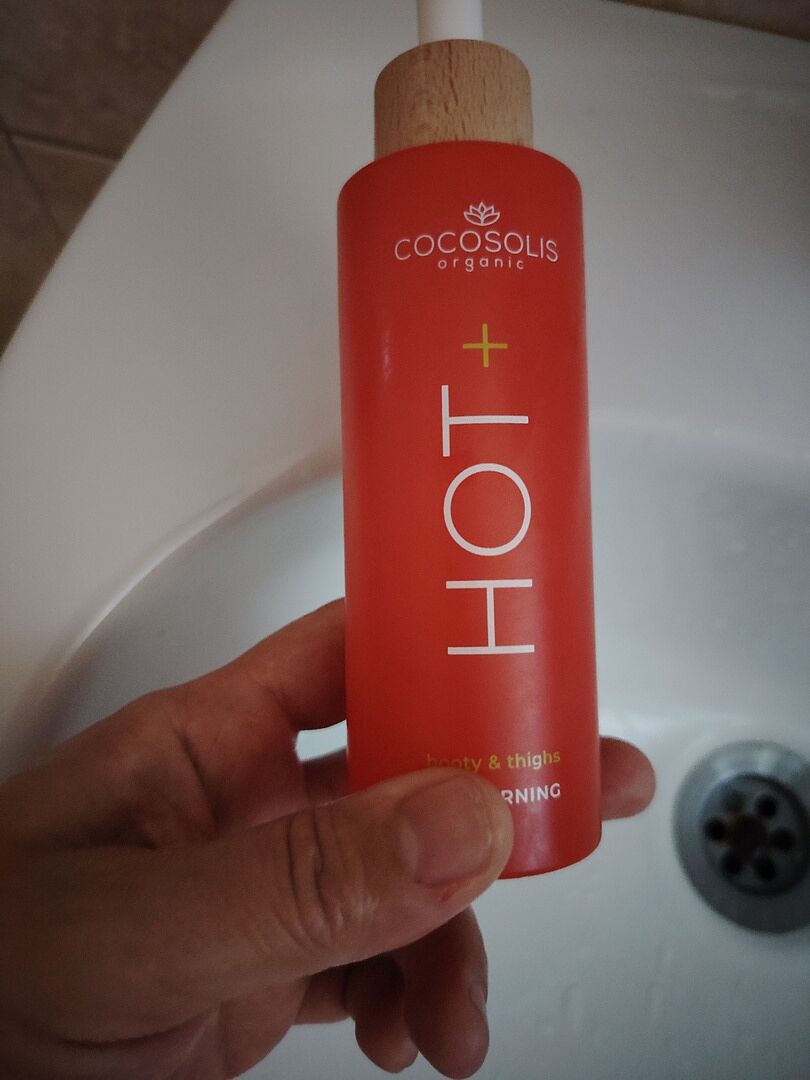 COCOSOLIS
organic
HOT +
booty & thighs